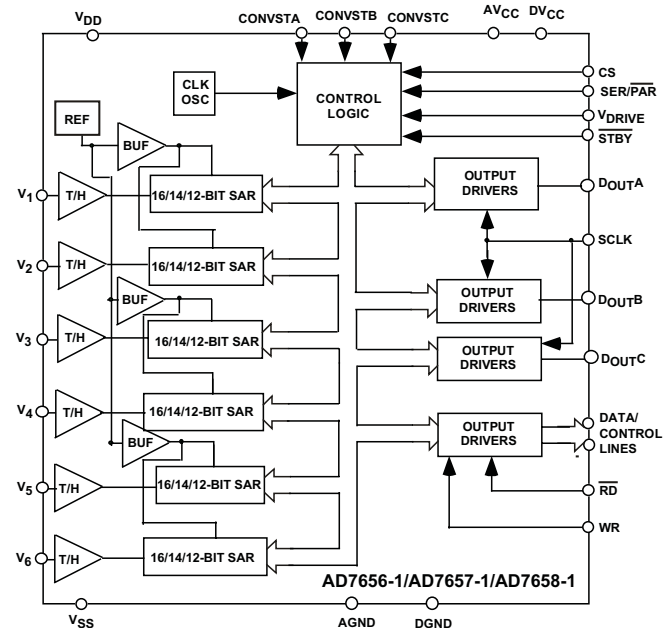 VDD
CONVSTA
CONVSTB
CONVSTC
AVCC
DVCC
CLK
OSC
CONTROL
LOGIC
CS
SER/PAR
VDRIVE
STBY
REF
BUF
V1
T/H
16/14/12-BIT SAR
OUTPUT
DRIVERS
DOUTA
SCLK
V2
T/H
16/14/12-BIT SAR
BUF
OUTPUT
DRIVERS
DOUTB
V3
T/H
16/14/12-BIT SAR
OUTPUT
DRIVERS
DOUTC
V4
T/H
16/14/12-BIT SAR
BUF
OUTPUT
DRIVERS
DATA/
CONTROL
LINES
V5
T/H
16/14/12-BIT SAR
RD
WR
V6
T/H
16/14/12-BIT SAR
AD7656-1/AD7657-1/AD7658-1
VSS
AGND
DGND